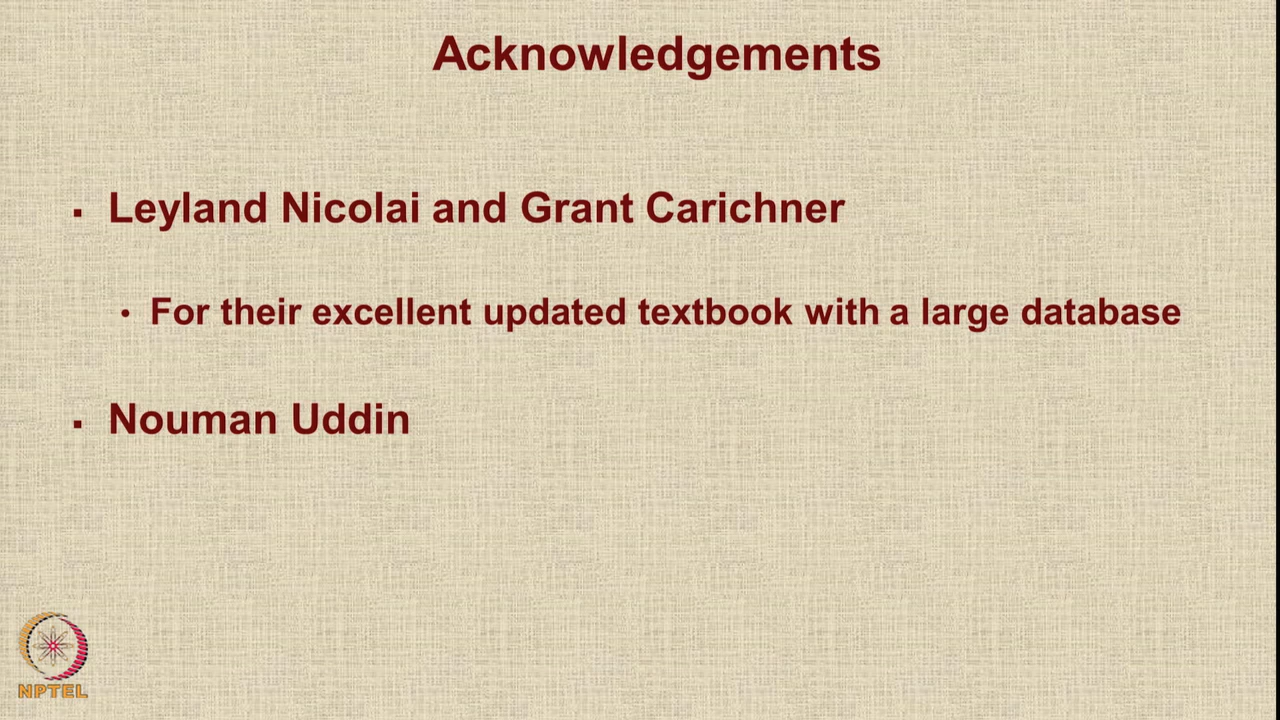 Acknowledgements
▪ Leyland Nicolai and Grant Carichner
• For their excellent updated textbook with a large database
▪ Nouman Uddin
NPTEL